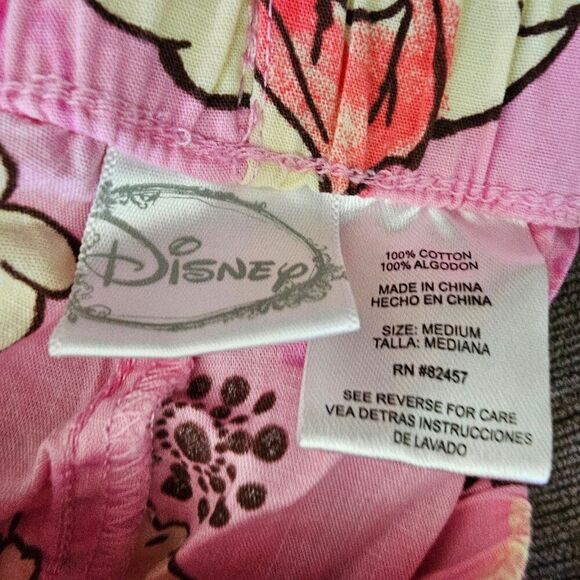 Disney
100% COTTON
100% ALGODON
MADE IN CHINA
HECHO EN CHINA
SIZE: MEDIUM
TALLA: MEDIANA
RN #82457
SEE REVERSE FOR CARE
VEA DETRAS INSTRUCCIONES
DE LAVADO